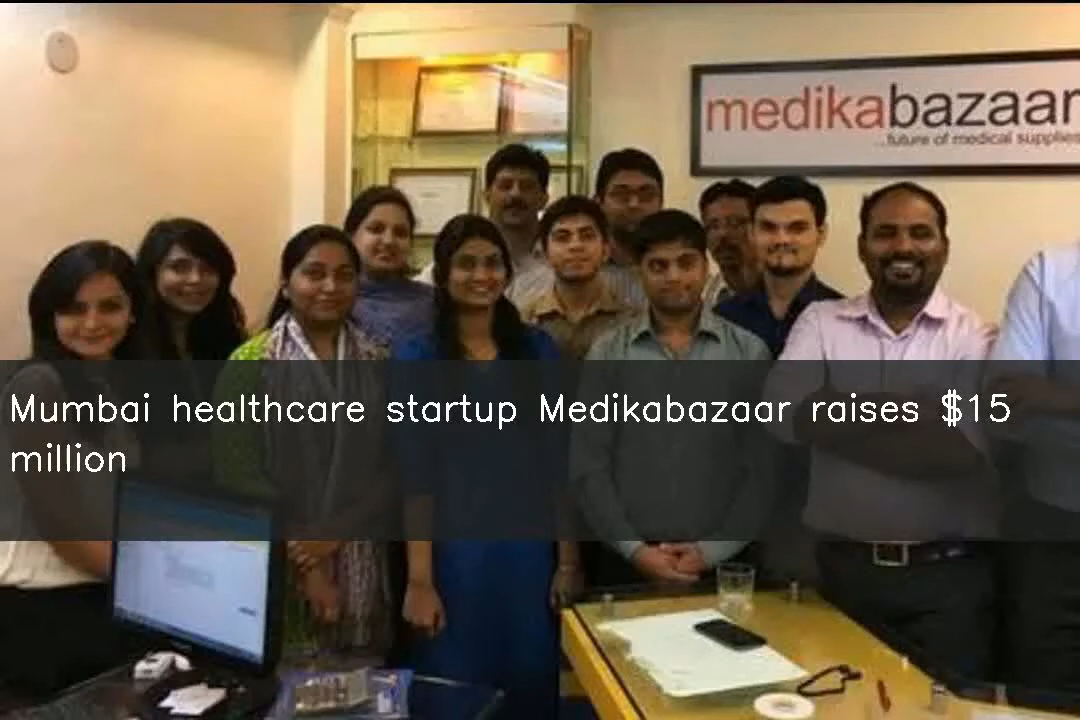 medikabazaar
...future of medical supplies
Mumbai healthcare startup Medikabazaar raises $15
million